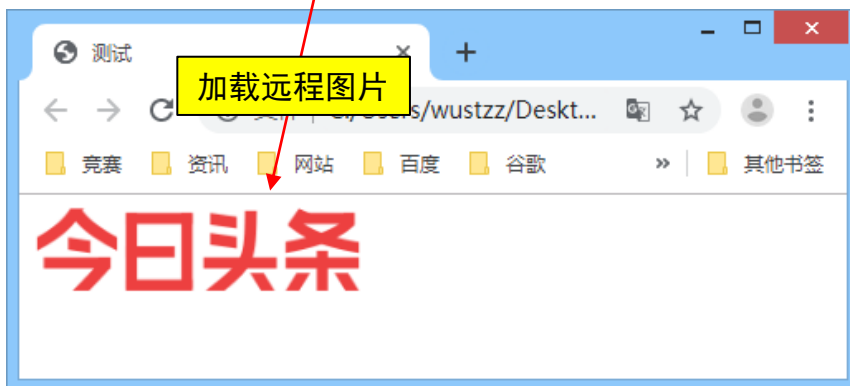 测试
加载远程图片
/Users/wustzz/Deskt...
竞赛 资讯 网站 百度 谷歌 » 其他书签
今日头条